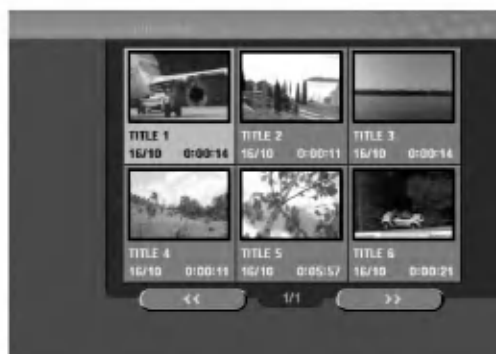 TITLE 1
16/10 0:00:14
TITLE 2
16/10 0:00:11
TITLE 3
16/10 0:00:14
TITLE 4
16/10 0:00:11
TITLE 5
16/10 0:05:57
TITLE 6
16/10 0:00:21
<< 1/1 >>